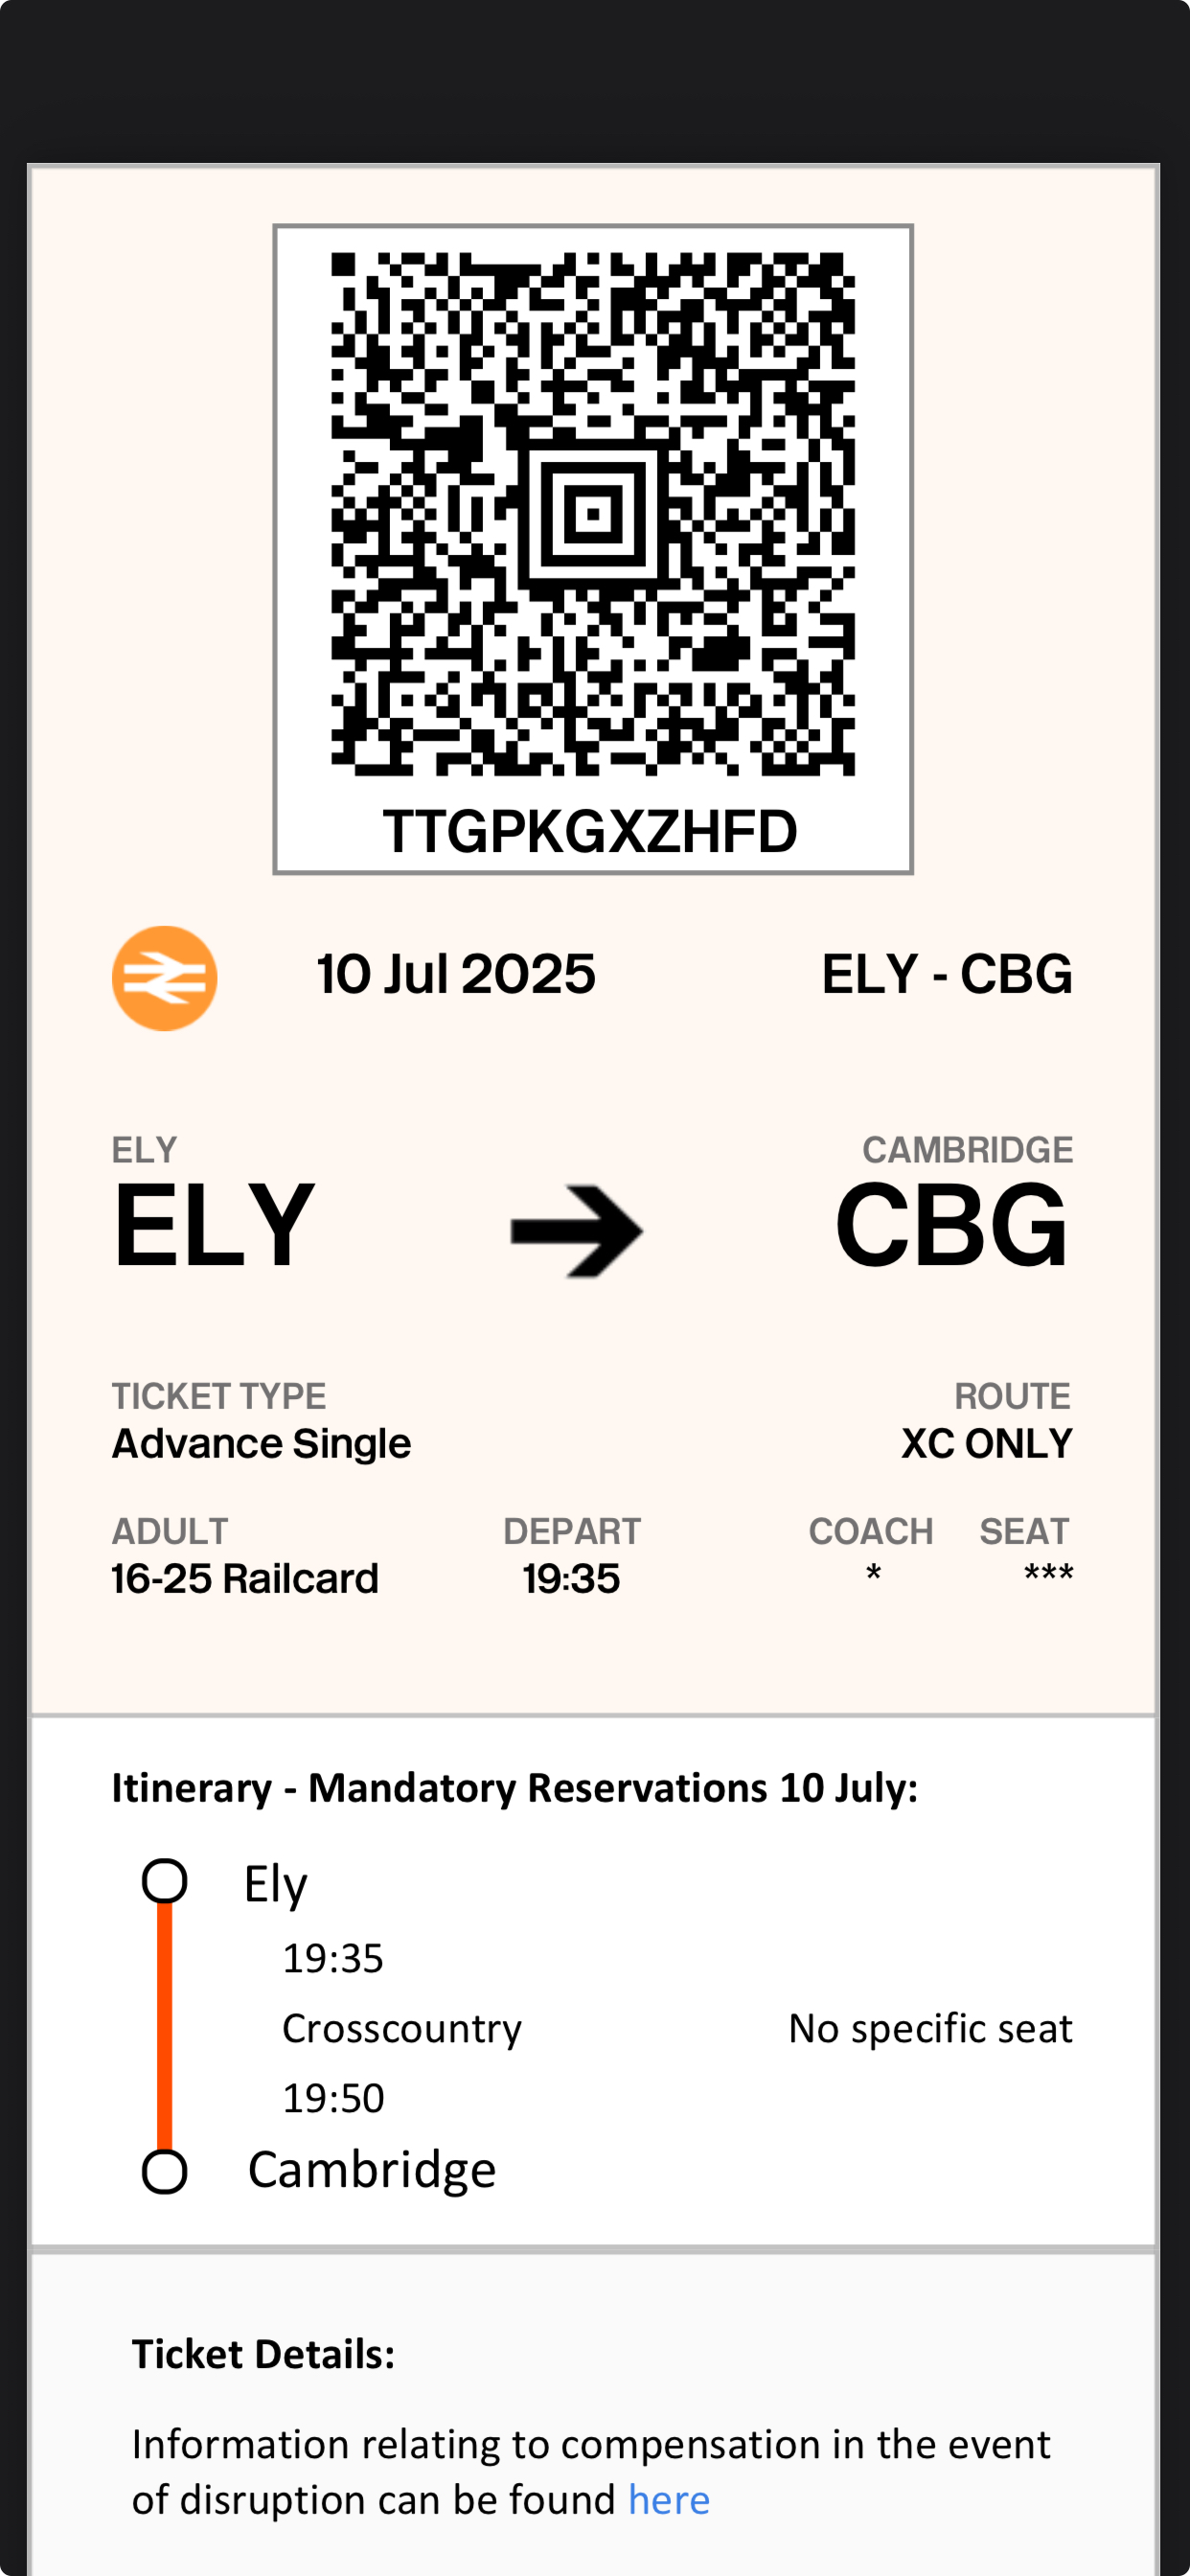 TTGPKGXZHFD
10 Jul 2025 ELY - CBG
ELY CAMBRIDGE
ELY CBG
TICKET TYPE ROUTE
Advance Single XC ONLY
ADULT DEPART COACH SEAT
16-25 Railcard 19:35 * ***
Itinerary - Mandatory Reservations 10 July:
Ely
19:35
Crosscountry No specific seat
19:50
Cambridge
Ticket Details:
Information relating to compensation in the event
of disruption can be found here